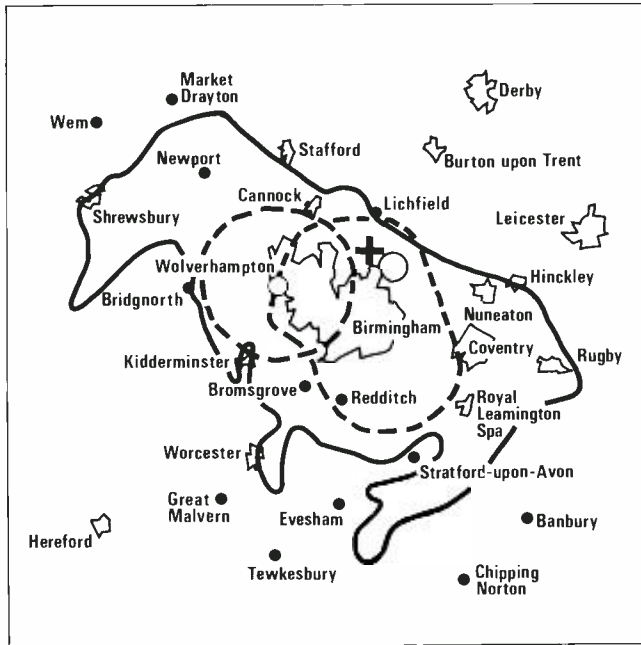 Market
Drayton
Derby
Wem
Stafford
Burton upon Trent
Newport
Cannock
Lichfield
Shrewsbury
Leicester
Wolverhampton
Hinckley
Bridgnorth
Nuneaton
Birmingham
Coventry
Kidderminster
Rugby
Bromsgrove
Redditch
Royal
Leamington
Spa
Worcester
Stratford-upon-Avon
Great
Malvern
Evesham
Banbury
Hereford
Tewkesbury
Chipping
Norton